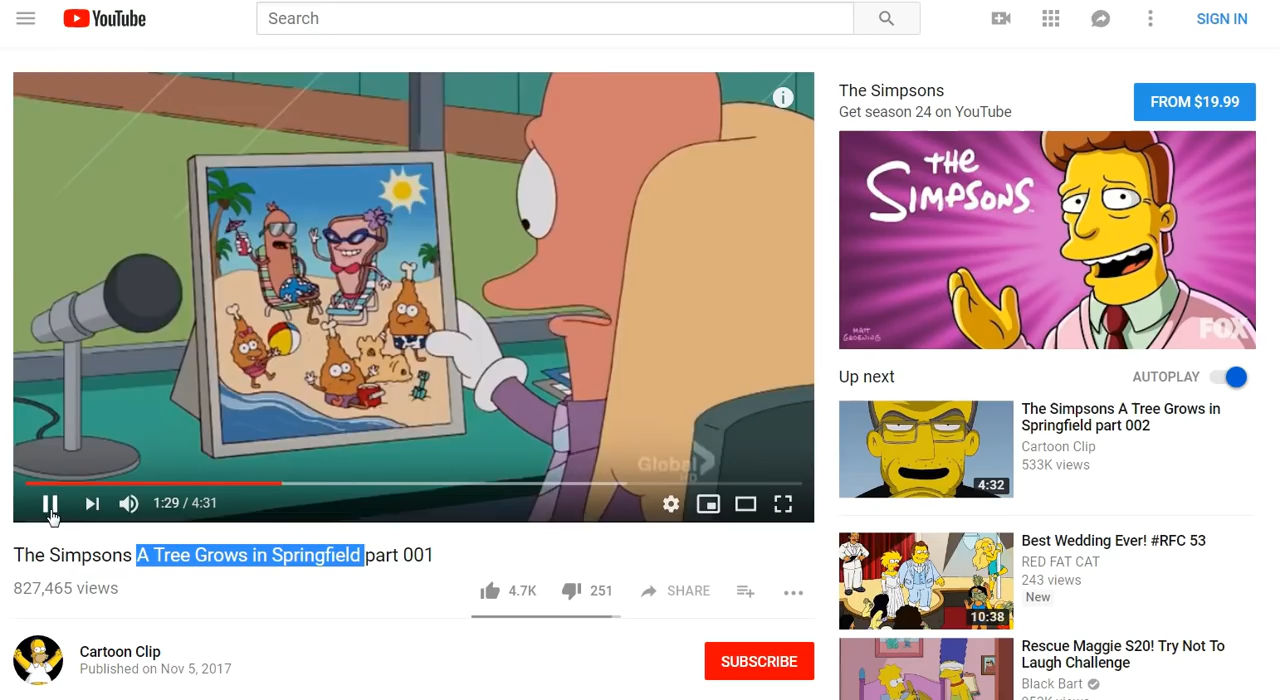 YouTube
Search
SIGN IN
The Simpsons
Get season 24 on YouTube
FROM $19.99
THE
SIMPSONS
MATT
GROENING
FOX
Global
HD
1:29 / 4:31
Up next
AUTOPLAY
The Simpsons A Tree Grows in
Springfield part 002
Cartoon Clip
533K views
4:32
The Simpsons A Tree Grows in Springfield part 001
827,465 views
4.7K
251
SHARE
Best Wedding Ever! #RFC 53
RED FAT CAT
243 views
New
10:38
Cartoon Clip
Published on Nov 5, 2017
SUBSCRIBE
Rescue Maggie S20! Try Not To
Laugh Challenge
Black Bart